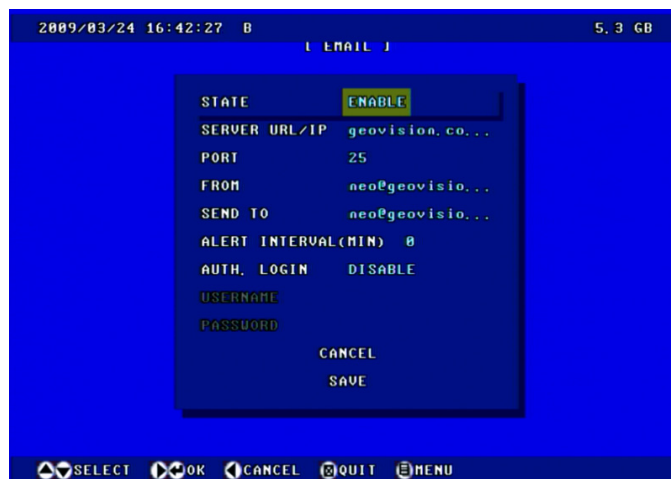 2009/03/24 16:42:27 B 5.3 GB
[ EMAIL ]
STATE ENABLE
SERVER URL/IP geovision.co...
PORT 25
FROM neo@geovisio...
SEND TO neo@geovisio...
ALERT INTERVAL(MIN) 0
AUTH. LOGIN DISABLE
USERNAME
PASSWORD
CANCEL
SAVE
SELECT OK CANCEL QUIT MENU